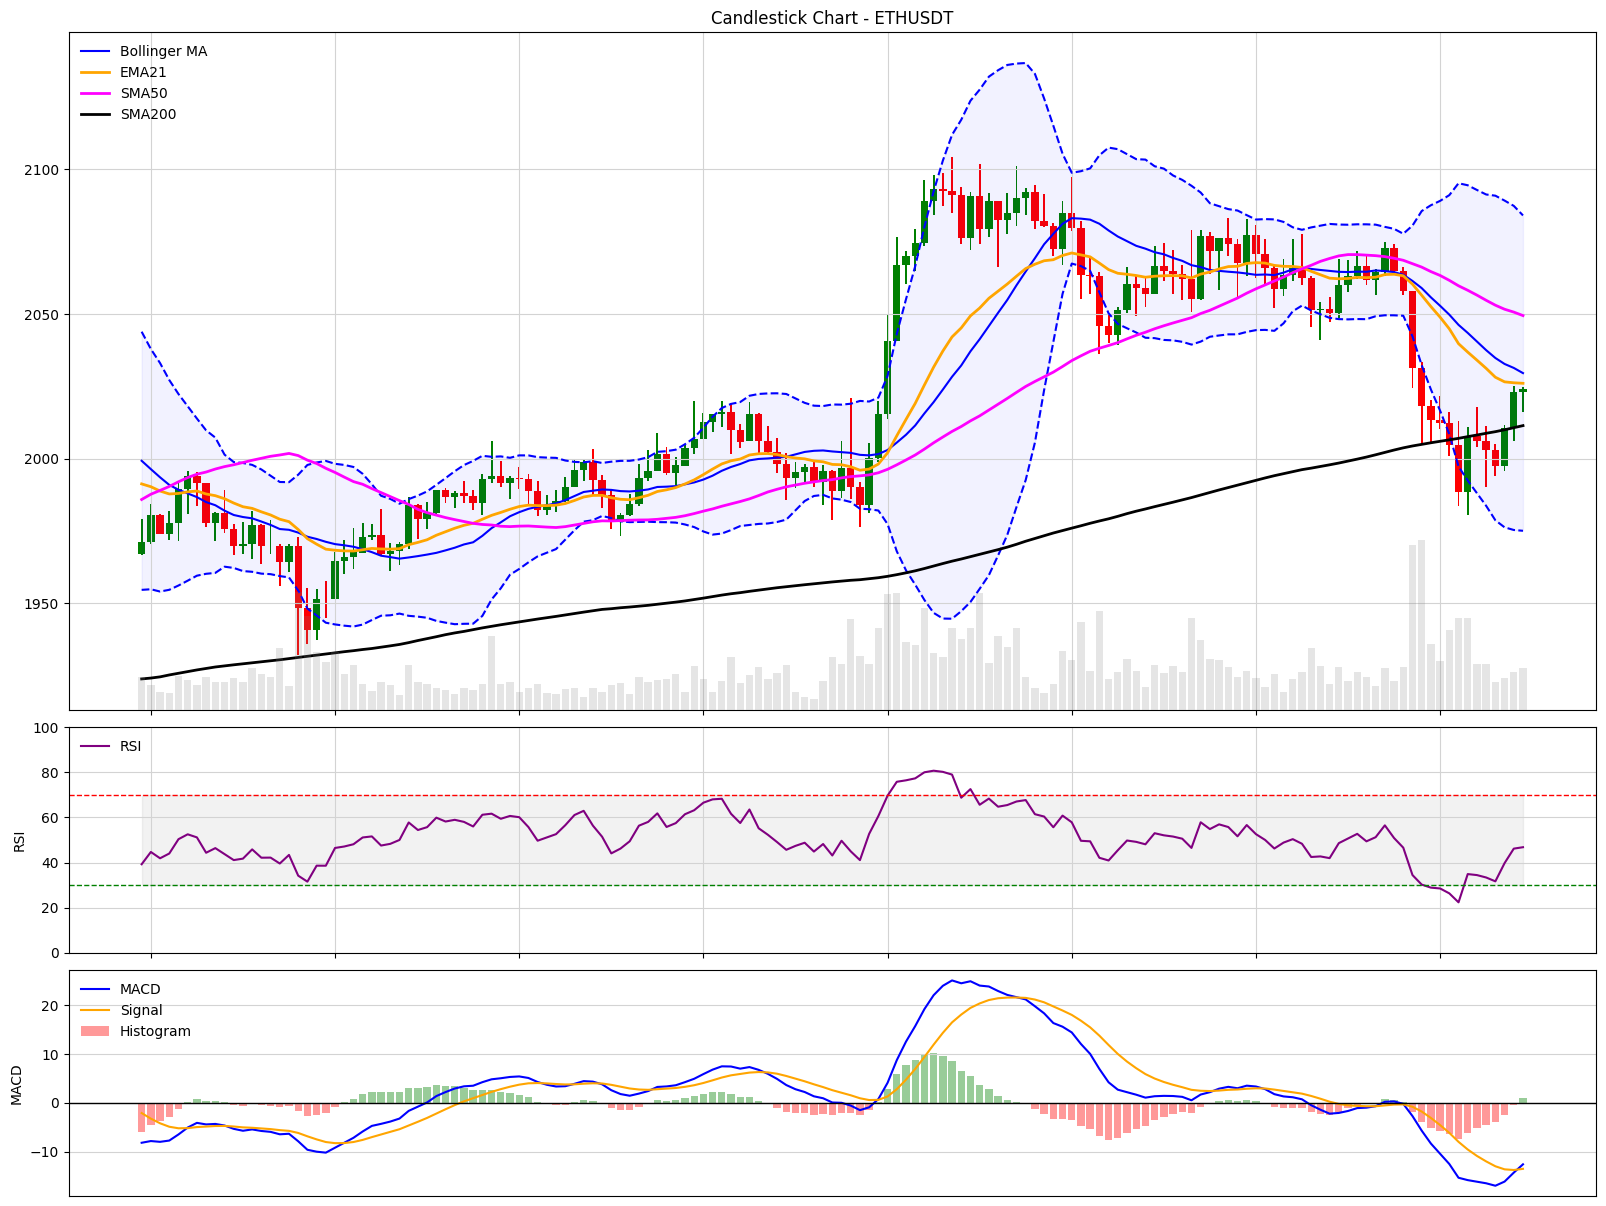 Candlestick Chart - ETHUSDT
Bollinger MA
EMA21
SMA50
SMA200
2100
2050
2000
1950
RSI
100
80
60
40
20
0
RSI
MACD
Signal
Histogram
20
10
0
−10
MACD